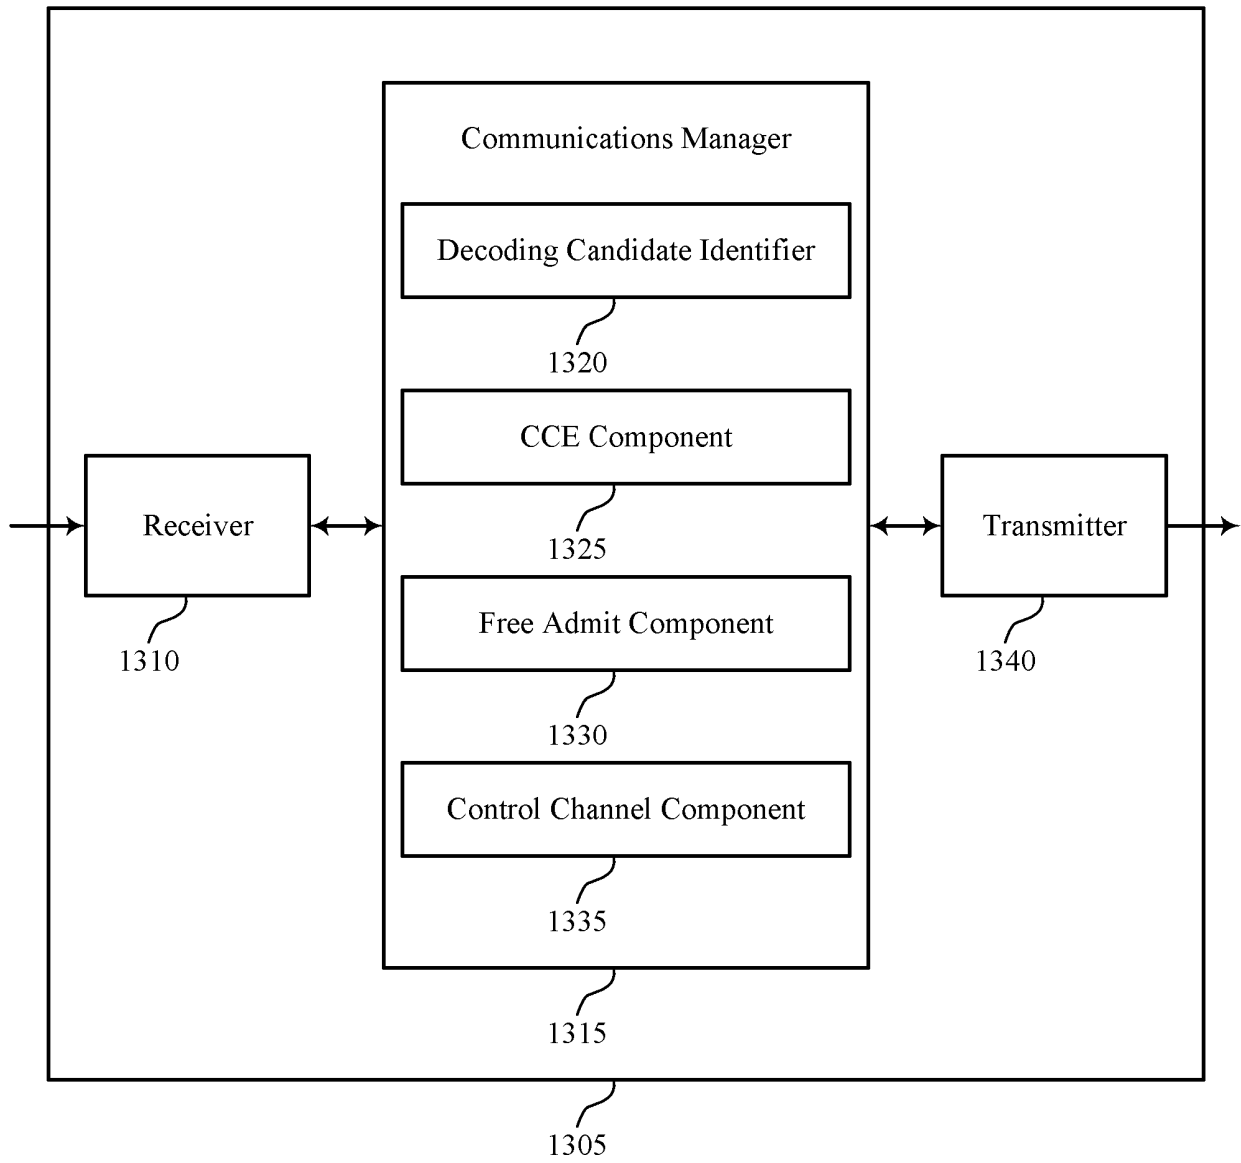 Communications Manager
Decoding Candidate Identifier
1320
CCE Component
1325
Receiver
1310
Free Admit Component
1330
Transmitter
1340
Control Channel Component
1335
1315
1305